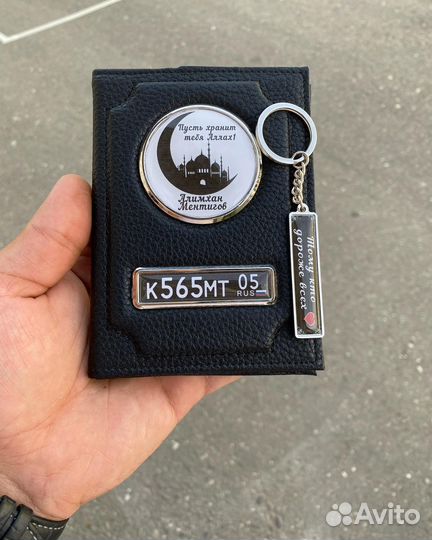 Пусть хранит
тебя Аллах!
Алимхан
Ментигов
К565МТ 05
RUS
Тому кто
дороже всех
Avito